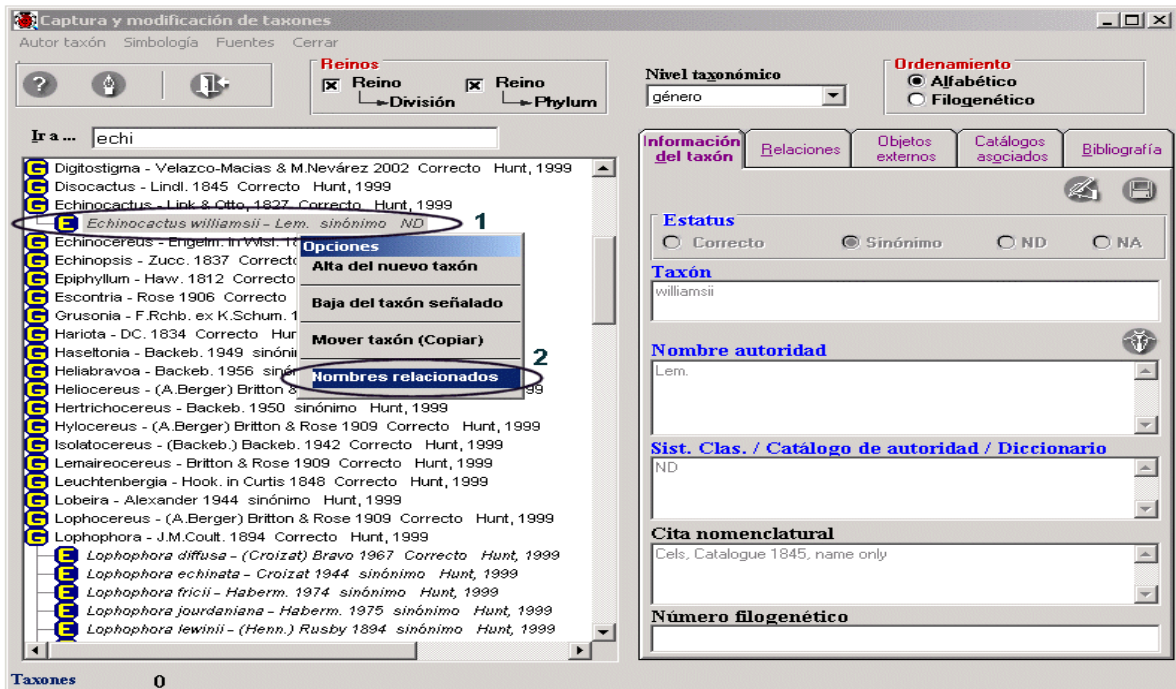 Captura y modificación de taxones
Autor taxón Simbología Fuentes Cerrar
Reinos
Reino
División
Reino
Phylum
Nivel taxonómico
género
Ordenamiento
Alfabético
Filogenético
Ir a ... echi
Digitostigma - Velazco-Macias & M.Nevárez 2002 Correcto Hunt, 1999
Disocactus - Lindl. 1845 Correcto Hunt, 1999
Echinocactus - Link & Otto, 1827 Correcto Hunt, 1999
Echinocactus williamsii - Lem. sinónimo ND
1
Echinocereus - Engelm. in Wisl.
Echinopsis - Zucc. 1837 Correcto
Epiphyllum - Haw. 1812 Correcto
Escontria - Rose 1906 Correcto
Grusonia - F.Rchb. ex K.Schum.
Hariota - DC. 1834 Correcto
Haseltonia - Backeb. 1949
Heliabravoa - Backeb. 1956
Heliocereus - (A.Berger) Britton & 99
Hertrichocereus - Backeb. 1950 sinónimo Hunt, 1999
Hylocereus - (A.Berger) Britton & Rose 1909 Correcto Hunt, 1999
Isolatocereus - (Backeb.) Backeb. 1942 Correcto Hunt, 1999
Lemaireocereus - Britton & Rose 1909 Correcto Hunt, 1999
Leuchtenbergia - Hook. in Curtis 1848 Correcto Hunt, 1999
Lobeira - Alexander 1944 sinónimo Hunt, 1999
Lophocereus - (A.Berger) Britton & Rose 1909 Correcto Hunt, 1999
Lophophora - J.M.Coult. 1894 Correcto Hunt, 1999
Lophophora diffusa - (Croizat) Bravo 1967 Correcto Hunt, 1999
Lophophora echinata - Croizat 1944 sinónimo Hunt, 1999
Lophophora fricii - Haberm. 1974 sinónimo Hunt, 1999
Lophophora jourdaniana - Haberm. 1975 sinónimo Hunt, 1999
Lophophora lewinii - (Henn.) Rusby 1894 sinónimo Hunt, 1999
Opciones
Alta del nuevo taxón
Baja del taxón señalado
Mover taxón (Copiar)
2
Nombres relacionados
Información del taxón
Relaciones
Objetos externos
Catálogos asociados
Bibliografía
Estatus
Correcto Sinónimo ND NA
Taxón
williamsii
Nombre autoridad
Lem.
Sist. Clas. / Catálogo de autoridad / Diccionario
ND
Cita nomenclatural
Cels, Catalogue 1845, name only
Número filogenético
Taxones 0